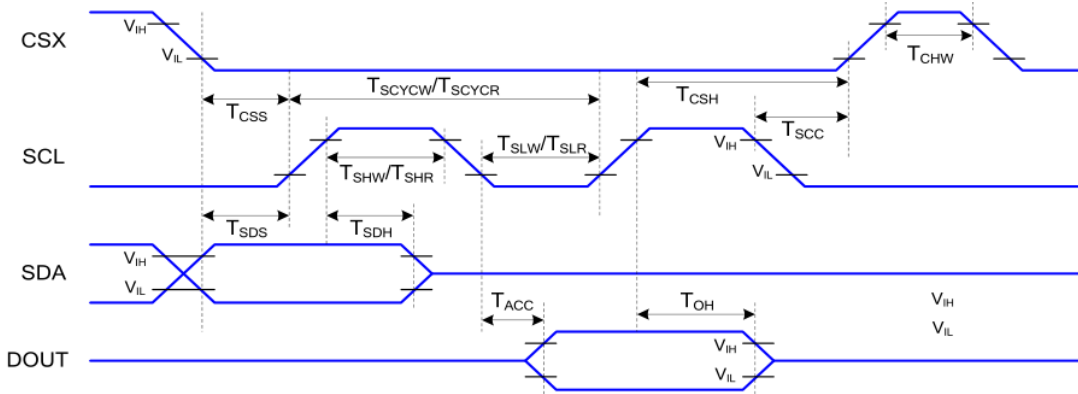 CSX
VIH
VIL
TCHW
TSCYCW/TSCYCR
TCSS
TCSH
TSCC
SCL
TSLW/TSLR
VIH
TSHW/TSHR
VIL
TSDS
TSDH
SDA
VIH
VIL
TACC
TOH
VIH
VIL
DOUT
VIH
VIL